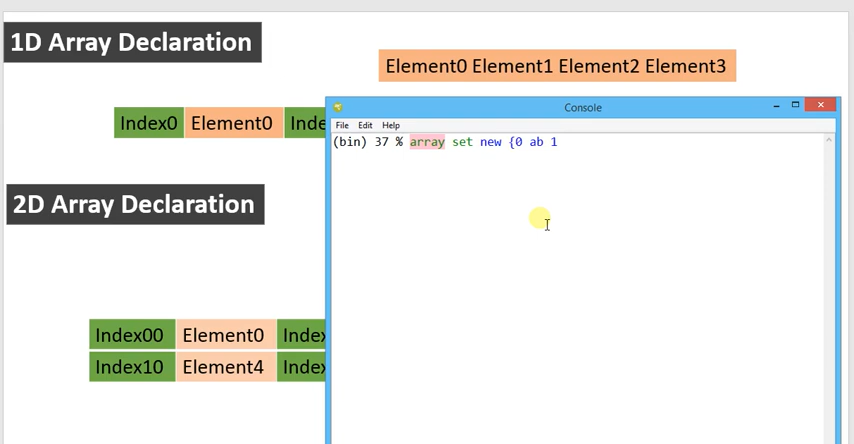 1D Array Declaration
Element0 Element1 Element2 Element3
Index0 Element0
Console
File Edit Help
(bin) 37 % array set new {0 ab 1
2D Array Declaration
Index00 Element0
Index10 Element4